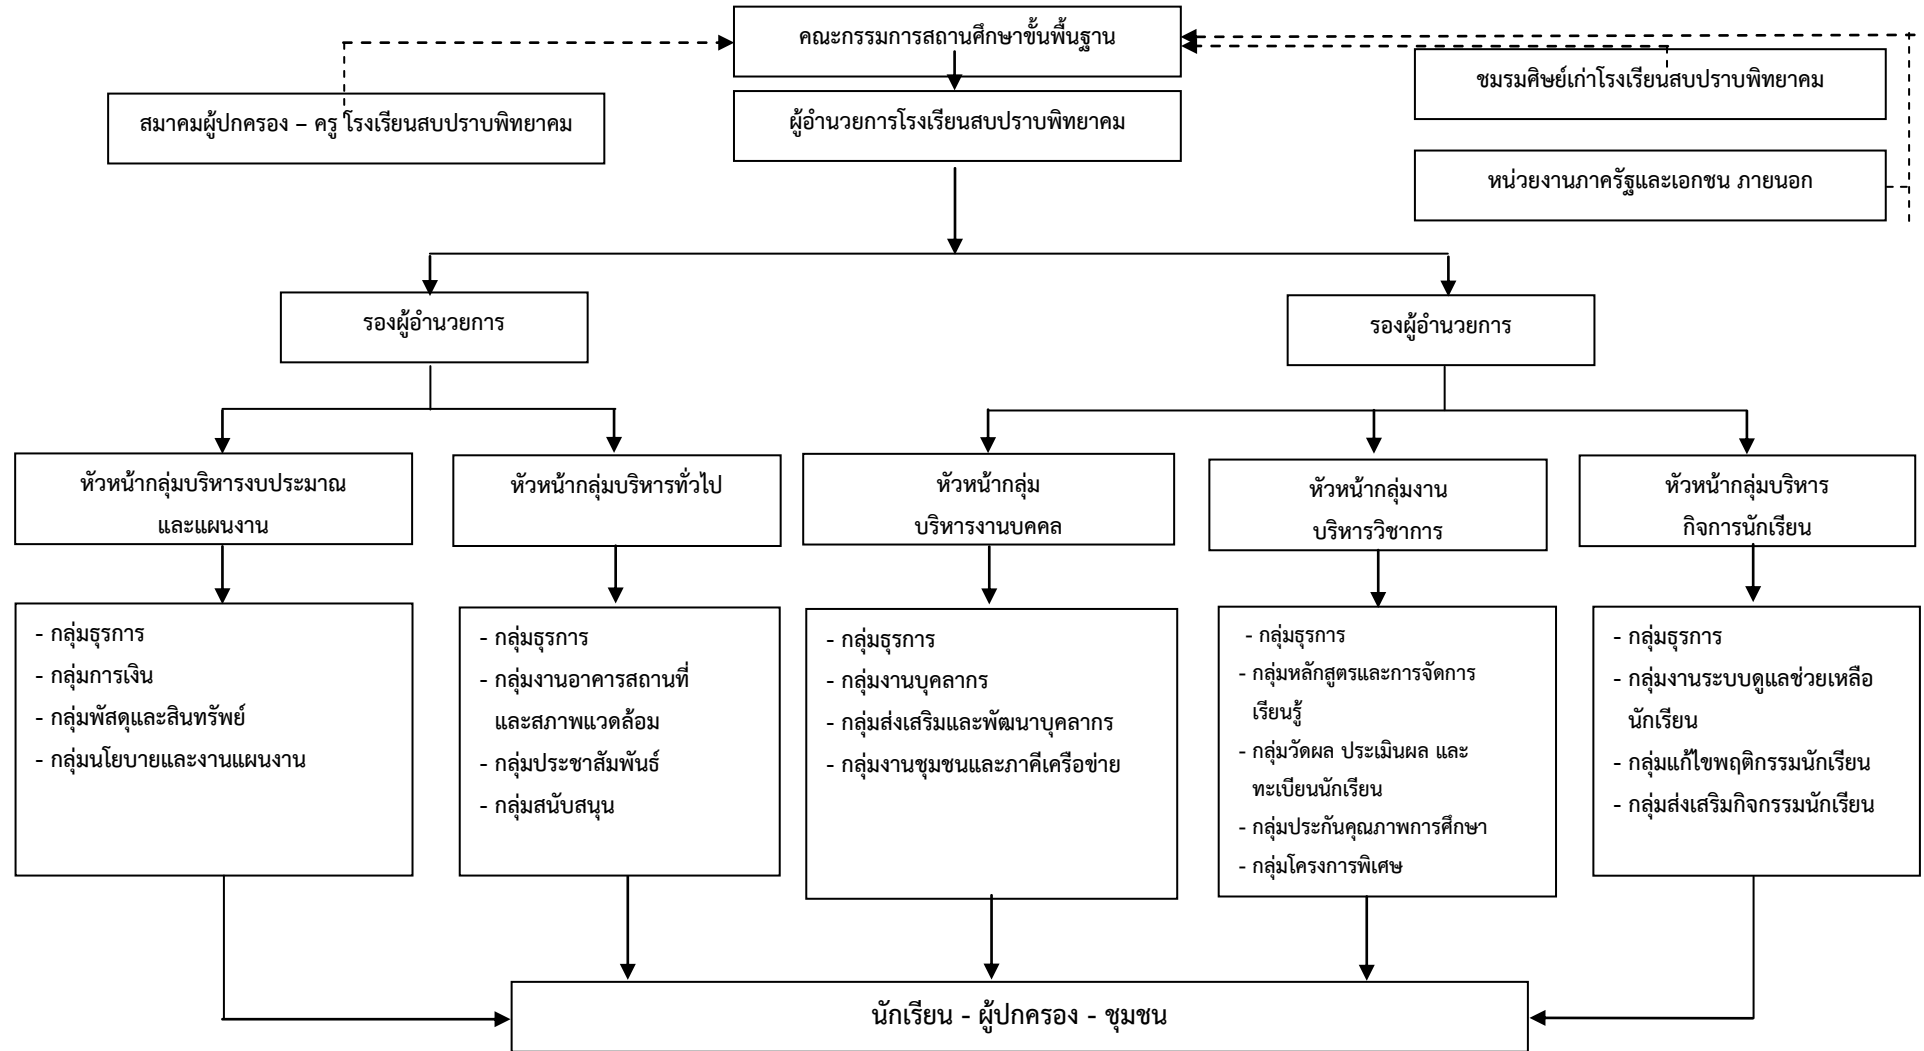 คณะกรรมการสถานศึกษาขั้นพื้นฐาน
ชมรมศิษย์เก่าโรงเรียนสบปราบพิทยาคม
สมาคมผู้ปกครอง – ครู โรงเรียนสบปราบพิทยาคม
ผู้อำนวยการโรงเรียนสบปราบพิทยาคม
หน่วยงานภาครัฐและเอกชน ภายนอก
รองผู้อำนวยการ
รองผู้อำนวยการ
หัวหน้ากลุ่มบริหารงบประมาณ
และแผนงาน
หัวหน้ากลุ่มบริหารทั่วไป
หัวหน้ากลุ่ม
บริหารงานบคคล
หัวหน้ากลุ่มงาน
บริหารวิชาการ
หัวหน้ากลุ่มบริหาร
กิจการนักเรียน
- กลุ่มธุรการ
- กลุ่มการเงิน
- กลุ่มพัสดุและสินทรัพย์
- กลุ่มนโยบายและงานแผนงาน
- กลุ่มธุรการ
- กลุ่มงานอาคารสถานที่
และสภาพแวดล้อม
- กลุ่มประชาสัมพันธ์
- กลุ่มสนับสนุน
- กลุ่มธุรการ
- กลุ่มงานบุคลากร
- กลุ่มส่งเสริมและพัฒนาบุคลากร
- กลุ่มงานชุมชนและภาคีเครือข่าย
- กลุ่มธุรการ
- กลุ่มหลักสูตรและการจัดการ
เรียนรู้
- กลุ่มวัดผล ประเมินผล และ
ทะเบียนนักเรียน
- กลุ่มประกันคุณภาพการศึกษา
- กลุ่มโครงการพิเศษ
- กลุ่มธุรการ
- กลุ่มงานระบบดูแลช่วยเหลือ
นักเรียน
- กลุ่มแก้ไขพฤติกรรมนักเรียน
- กลุ่มส่งเสริมกิจกรรมนักเรียน
นักเรียน - ผู้ปกครอง - ชุมชน